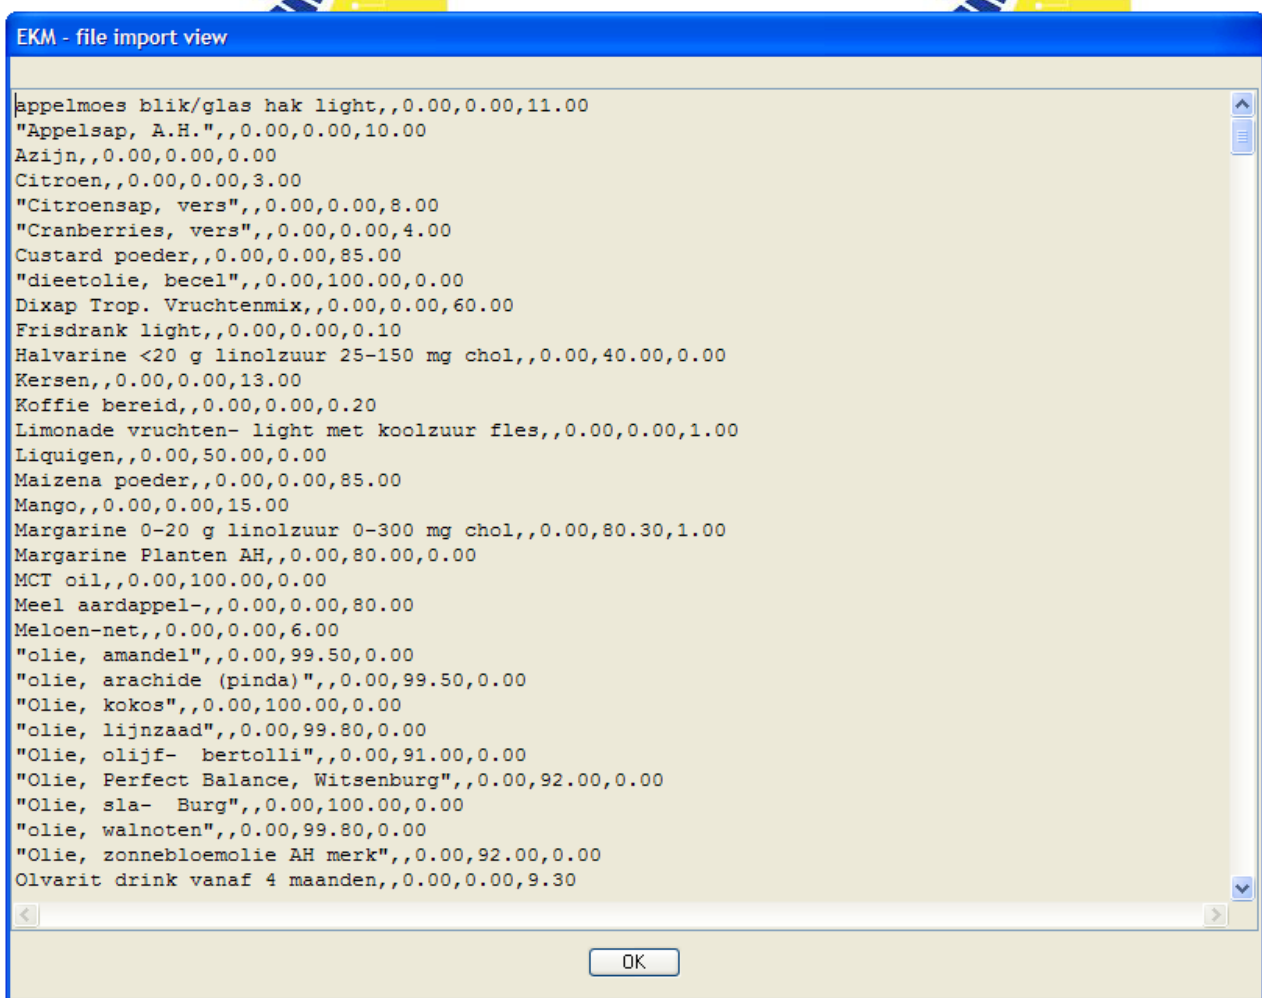 EKM - file import view
appelmoes blik/glas hak light,,0.00,0.00,11.00
"Appelsap, A.H.",,0.00,0.00,10.00
Azijn,,0.00,0.00,0.00
Citroen,,0.00,0.00,3.00
"Citroensap, vers",,0.00,0.00,8.00
"Cranberries, vers",,0.00,0.00,4.00
Custard poeder,,0.00,0.00,85.00
"dieetolie, becel",,0.00,100.00,0.00
Dixap Trop. Vruchtenmix,,0.00,0.00,60.00
Frisdrank light,,0.00,0.00,0.10
Halvarine <20 g linolzuur 25-150 mg chol,,0.00,40.00,0.00
Kersen,,0.00,0.00,13.00
Koffie bereid,,0.00,0.00,0.20
Limonade vruchten- light met koolzuur fles,,0.00,0.00,1.00
Liquigen,,0.00,50.00,0.00
Maizena poeder,,0.00,0.00,85.00
Mango,,0.00,0.00,15.00
Margarine 0-20 g linolzuur 0-300 mg chol,,0.00,80.30,1.00
Margarine Planten AH,,0.00,80.00,0.00
MCT oil,,0.00,100.00,0.00
Meel aardappel-,,0.00,0.00,80.00
Meloen-net,,0.00,0.00,6.00
"olie, amandel",,0.00,99.50,0.00
"olie, arachide (pinda)",,0.00,99.50,0.00
"Olie, kokos",,0.00,100.00,0.00
"olie, lijnzaad",,0.00,99.80,0.00
"Olie, olijf-  bertolli",,0.00,91.00,0.00
"Olie, Perfect Balance, Witsenburg",,0.00,92.00,0.00
"Olie, sla-  Burg",,0.00,100.00,0.00
"olie, walnoten",,0.00,99.80,0.00
"Olie, zonnebloemolie AH merk",,0.00,92.00,0.00
Olvarit drink vanaf 4 maanden,,0.00,0.00,9.30
OK